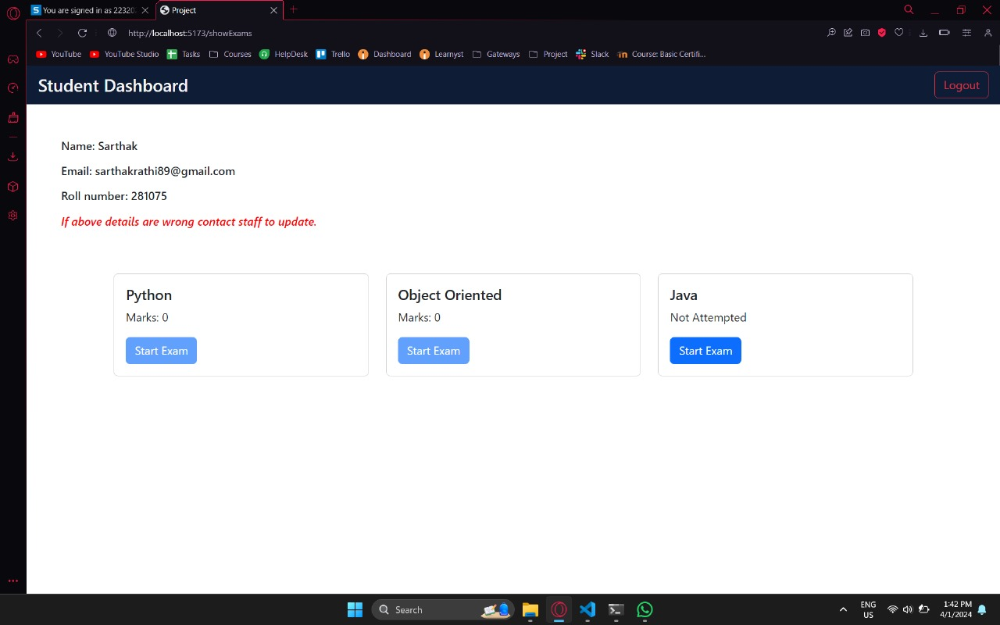 You are signed in as 22320
Project
http://localhost:5173/showExams
YouTube YouTube Studio Tasks Courses HelpDesk Trello Dashboard Learnyst Gateways Project Slack Course: Basic Certifi...
Student Dashboard
Logout
Name: Sarthak
Email: sarthakrathi89@gmail.com
Roll number: 281075
If above details are wrong contact staff to update.
Python
Marks: 0
Start Exam
Object Oriented
Marks: 0
Start Exam
Java
Not Attempted
Start Exam
Search
ENG
US
1:42 PM
4/1/2024